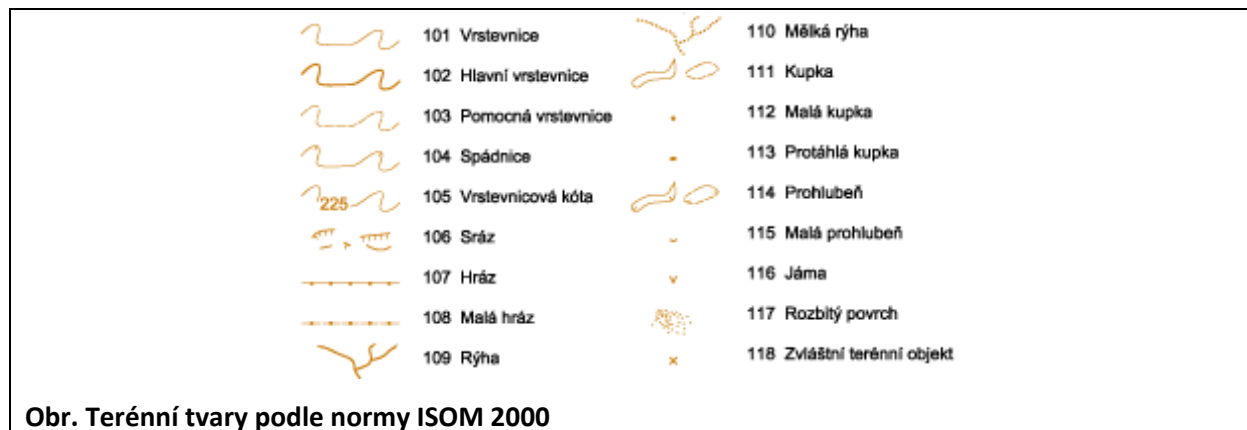 101 Vrstevnice
102 Hlavní vrstevnice
103 Pomocná vrstevnice
104 Spádnice
225
105 Vrstevnicová kóta
106 Sráz
107 Hráz
108 Malá hráz
109 Rýha
110 Mělká rýha
111 Kupka
112 Malá kupka
113 Protáhlá kupka
114 Prohlubeň
115 Malá prohlubeň
116 Jáma
117 Rozbitý povrch
118 Zvláštní terénní objekt
Obr. Terénní tvary podle normy ISOM 2000